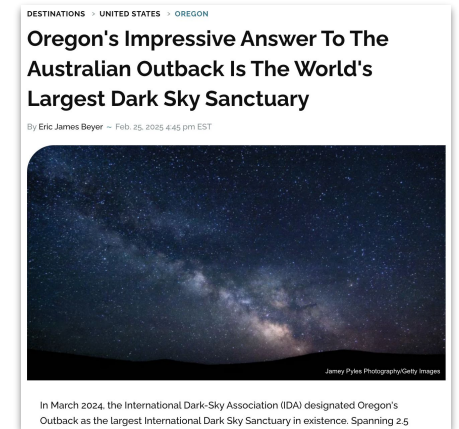 DESTINATIONS > UNITED STATES > OREGON
Oregon's Impressive Answer To The
Australian Outback Is The World's
Largest Dark Sky Sanctuary
By Eric James Beyer – Feb. 25, 2025 4:45 pm EST
Jamey Pyles Photography/Getty Images
In March 2024, the International Dark-Sky Association (IDA) designated Oregon's
Outback as the largest International Dark Sky Sanctuary in existence. Spanning 2.5